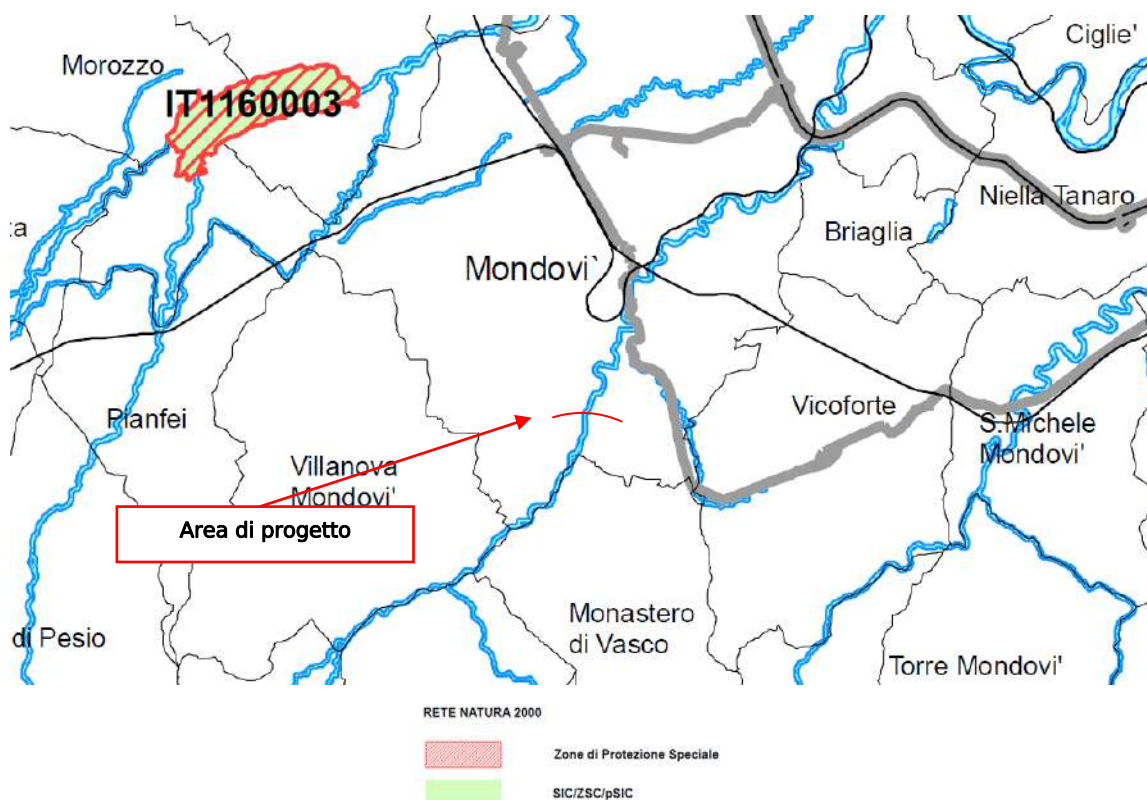 Ciglie'
Morozzo
IT1160003
za
Niella Tanaro
Briaglia
Mondovi`
Pianfei
Vicoforte
S.Michele
Mondovi'
Villanova
Mondovi'
Area di progetto
Monastero
di Vasco
di Pesio
Torre Mondovi'
RETE NATURA 2000
Zone di Protezione Speciale
SIC/ZSC/pSIC